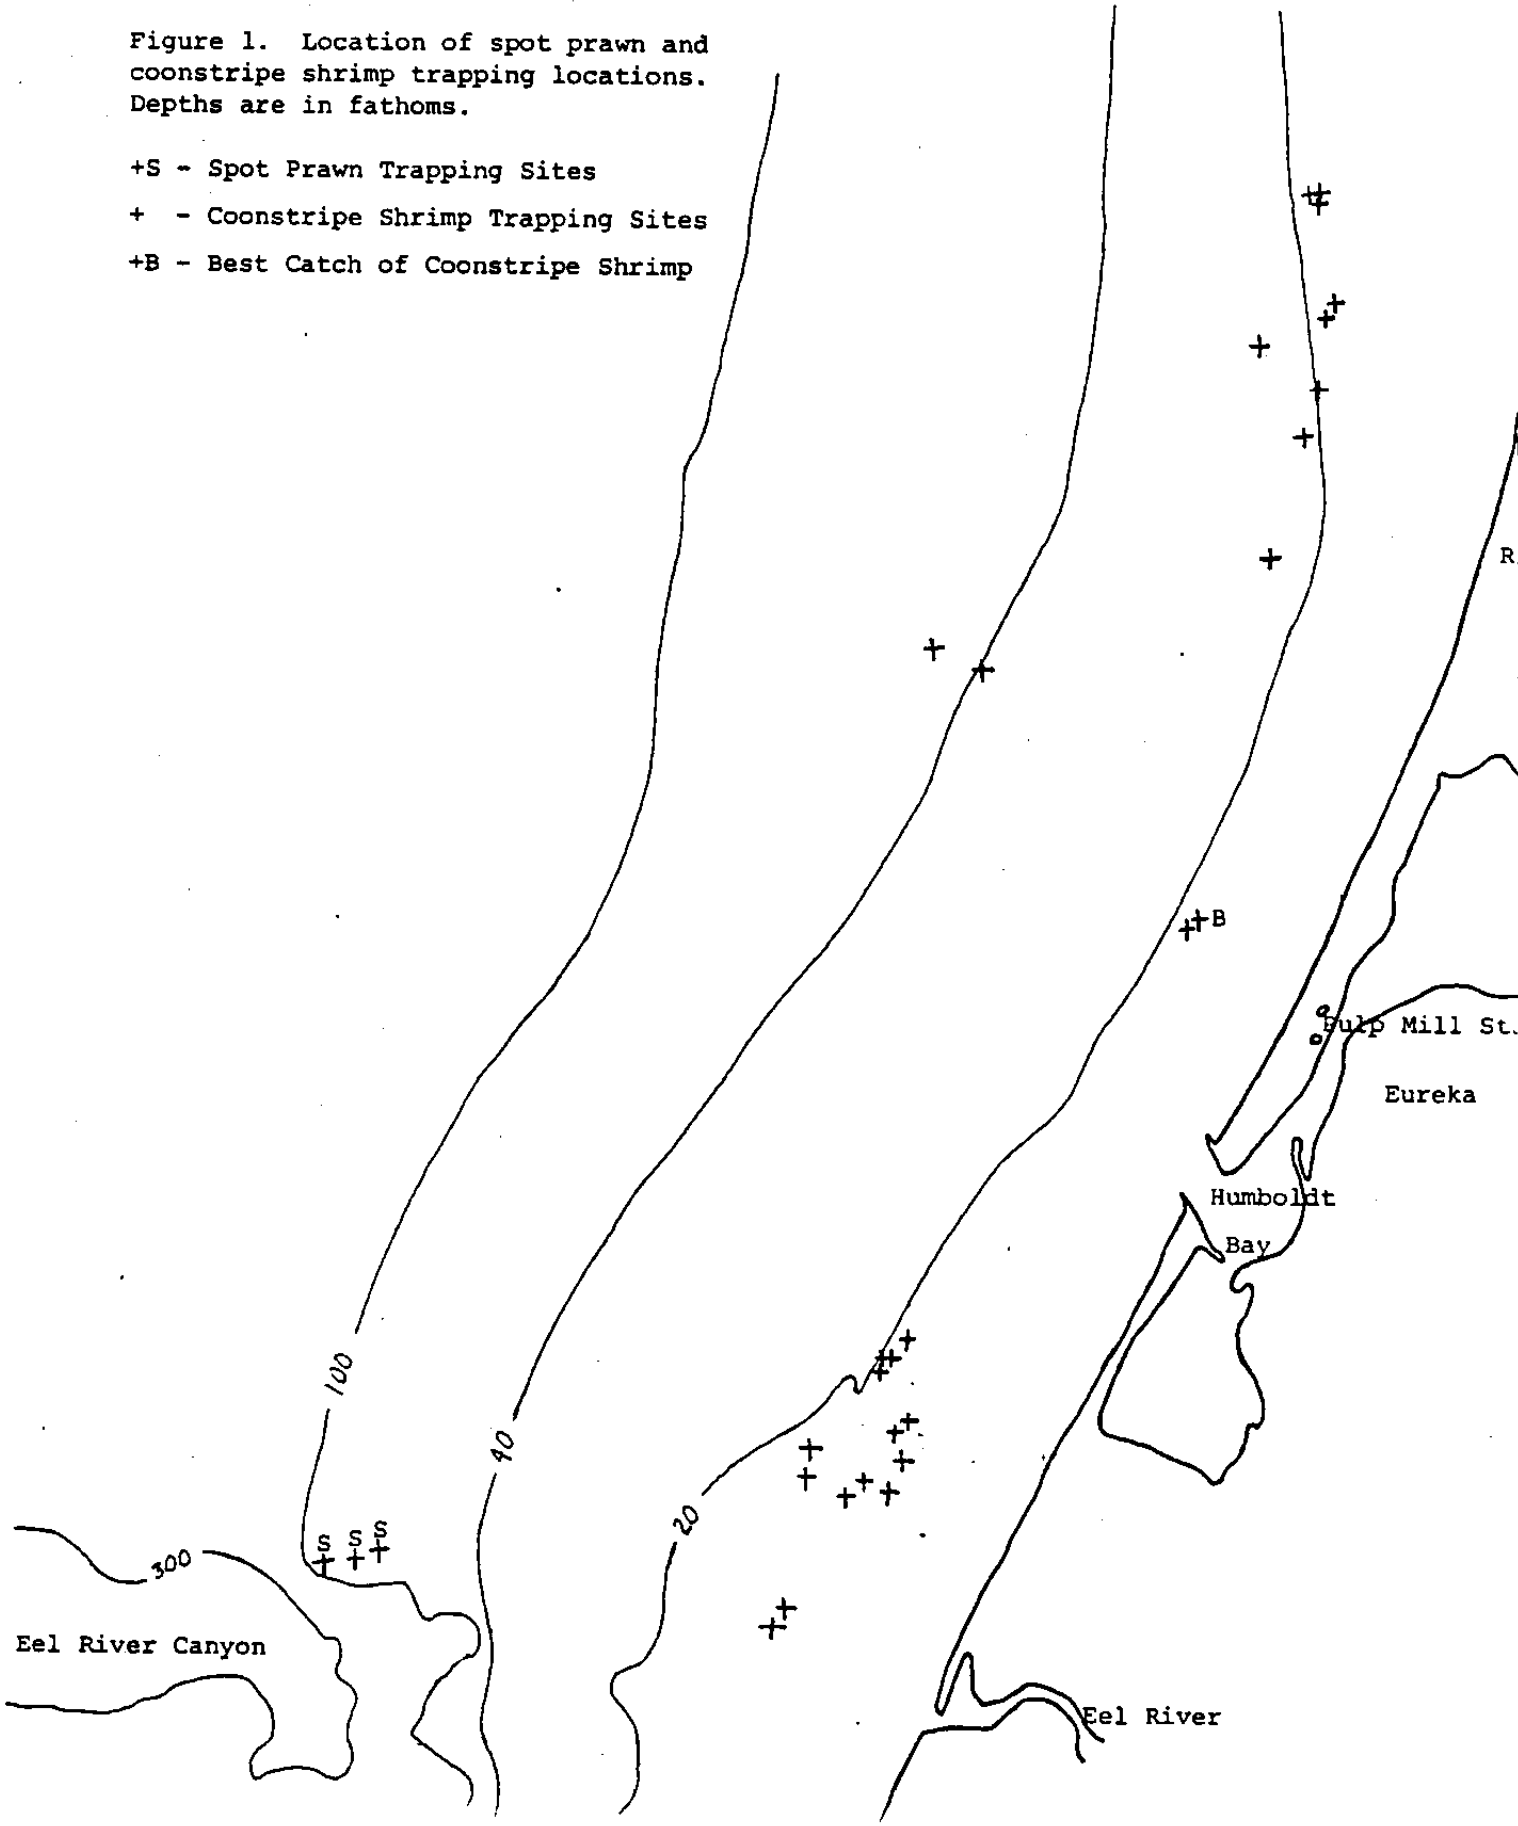 Figure 1. Location of spot prawn and
coonstripe shrimp trapping locations.
Depths are in fathoms.
+S - Spot Prawn Trapping Sites
+ - Coonstripe Shrimp Trapping Sites
+B - Best Catch of Coonstripe Shrimp
R
B
Pulp Mill St
Eureka
Humboldt
Bay
100
40
20
S S S
300
Eel River Canyon
Eel River